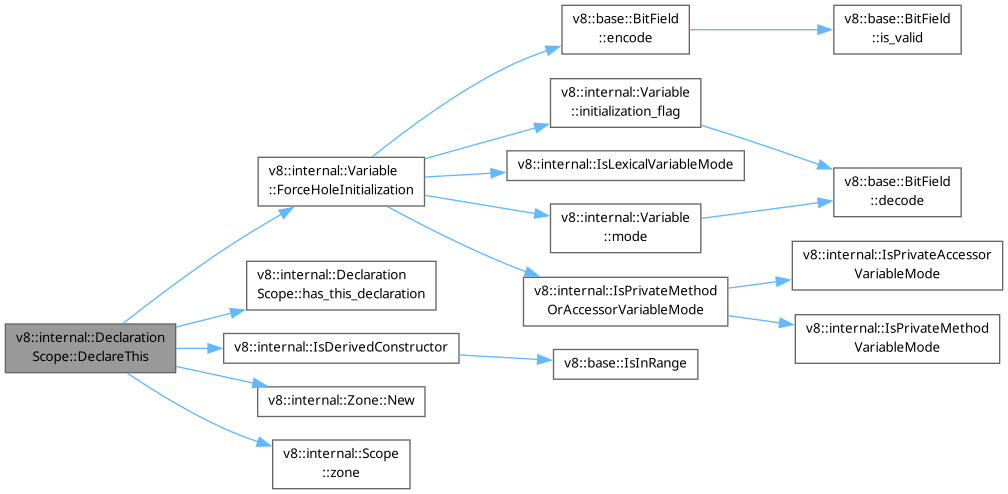 v8::internal::Declaration
Scope::DeclareThis
v8::internal::Variable
::ForceHoleInitialization
v8::base::BitField
::encode
v8::base::BitField
::is_valid
v8::internal::Variable
::initialization_flag
v8::base::BitField
::decode
v8::internal::IsLexicalVariableMode
v8::internal::Variable
::mode
v8::internal::IsPrivateMethod
OrAccessorVariableMode
v8::internal::IsPrivateAccessor
VariableMode
v8::internal::IsPrivateMethod
VariableMode
v8::internal::Declaration
Scope::has_this_declaration
v8::internal::IsDerivedConstructor
v8::base::IsInRange
v8::internal::Zone::New
v8::internal::Scope
::zone